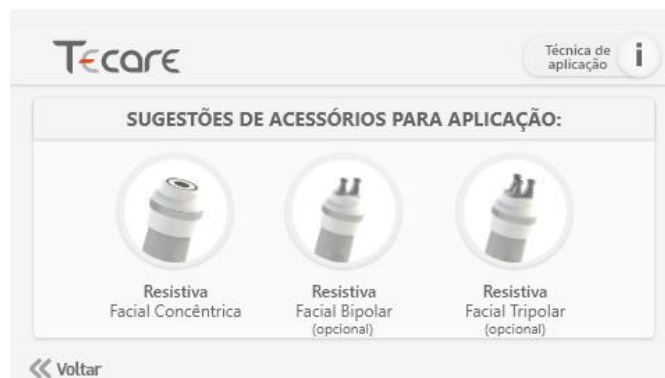 Tecare
Técnica de
aplicação
i
SUGESTÕES DE ACESSÓRIOS PARA APLICAÇÃO:
Resistiva
Facial Concêntrica
Resistiva
Facial Bipolar
(opcional)
Resistiva
Facial Tripolar
(opcional)
Voltar